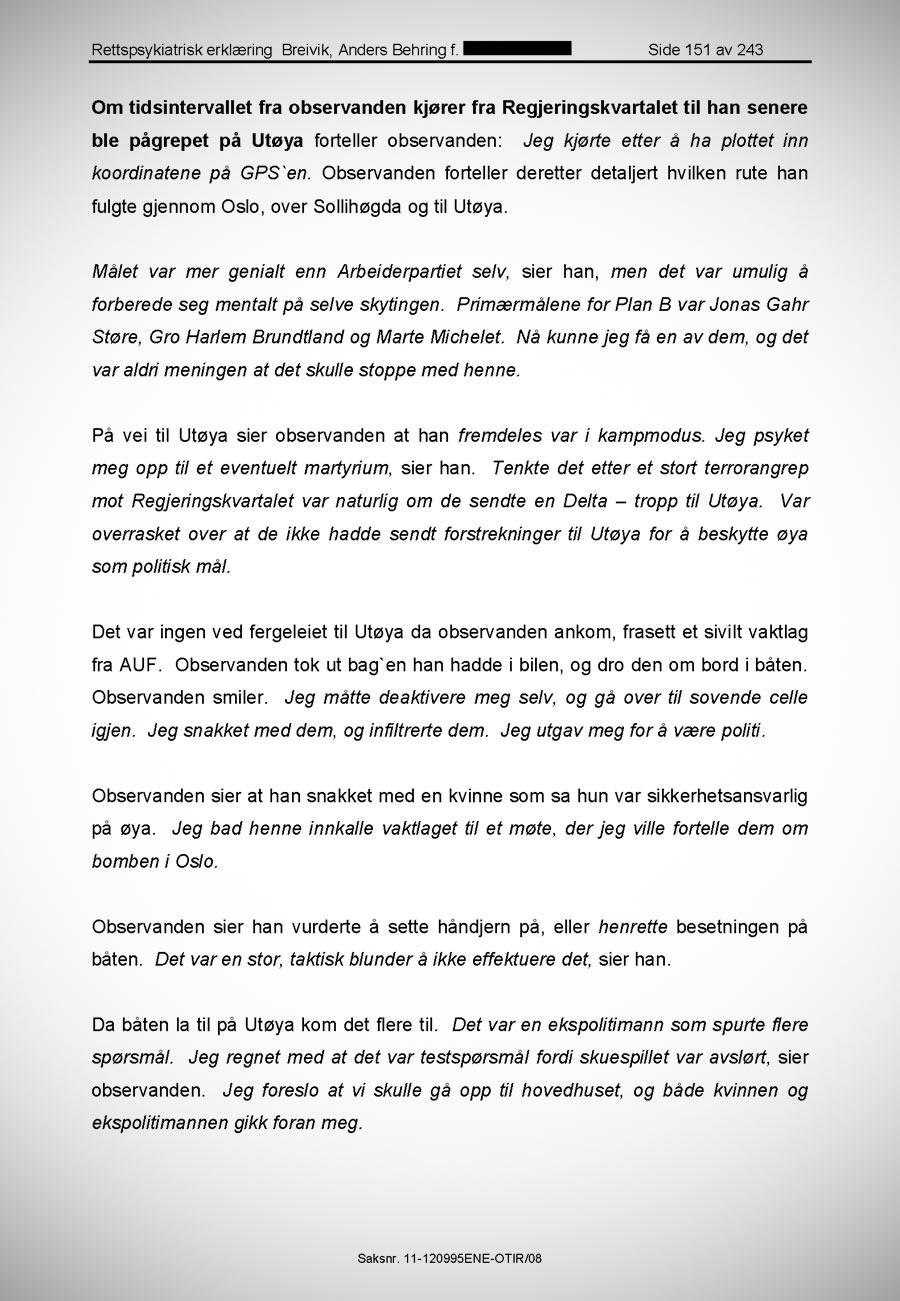 Rettspsykiatrisk erklæring  Breivik, Anders Behring f. Side 151 av 243
Om tidsintervallet fra observanden kjører fra Regjeringskvartalet til han senere
ble pågrepet på Utøya forteller observanden:  Jeg kjørte etter å ha plottet inn
koordinatene på GPS`en. Observanden forteller deretter detaljert hvilken rute han
fulgte gjennom Oslo, over Sollihøgda og til Utøya.
Målet var mer genialt enn Arbeiderpartiet selv, sier han, men det var umulig å
forberede seg mentalt på selve skytingen.  Primærmålene for Plan B var Jonas Gahr
Støre, Gro Harlem Brundtland og Marte Michelet.  Nå kunne jeg få en av dem, og det
var aldri meningen at det skulle stoppe med henne.
På vei til Utøya sier observanden at han fremdeles var i kampmodus. Jeg psyket
meg opp til et eventuelt martyrium, sier han.  Tenkte det etter et stort terrorangrep
mot Regjeringskvartalet var naturlig om de sendte en Delta – tropp til Utøya.  Var
overrasket over at de ikke hadde sendt forstrekninger til Utøya for å beskytte øya
som politisk mål.
Det var ingen ved fergeleiet til Utøya da observanden ankom, frasett et sivilt vaktlag
fra AUF.  Observanden tok ut bag`en han hadde i bilen, og dro den om bord i båten.
Observanden smiler.  Jeg måtte deaktivere meg selv, og gå over til sovende celle
igjen.  Jeg snakket med dem, og infiltrerte dem.  Jeg utgav meg for å være politi.
Observanden sier at han snakket med en kvinne som sa hun var sikkerhetsansvarlig
på øya.  Jeg bad henne innkalle vaktlaget til et møte, der jeg ville fortelle dem om
bomben i Oslo.
Observanden sier han vurderte å sette håndjern på, eller henrette besetningen på
båten.  Det var en stor, taktisk blunder å ikke effektuere det, sier han.
Da båten la til på Utøya kom det flere til.  Det var en ekspolitimann som spurte flere
spørsmål.  Jeg regnet med at det var testspørsmål fordi skuespillet var avslørt, sier
observanden.  Jeg foreslo at vi skulle gå opp til hovedhuset, og både kvinnen og
ekspolitimannen gikk foran meg.
Saksnr. 11-120995ENE-OTIR/08